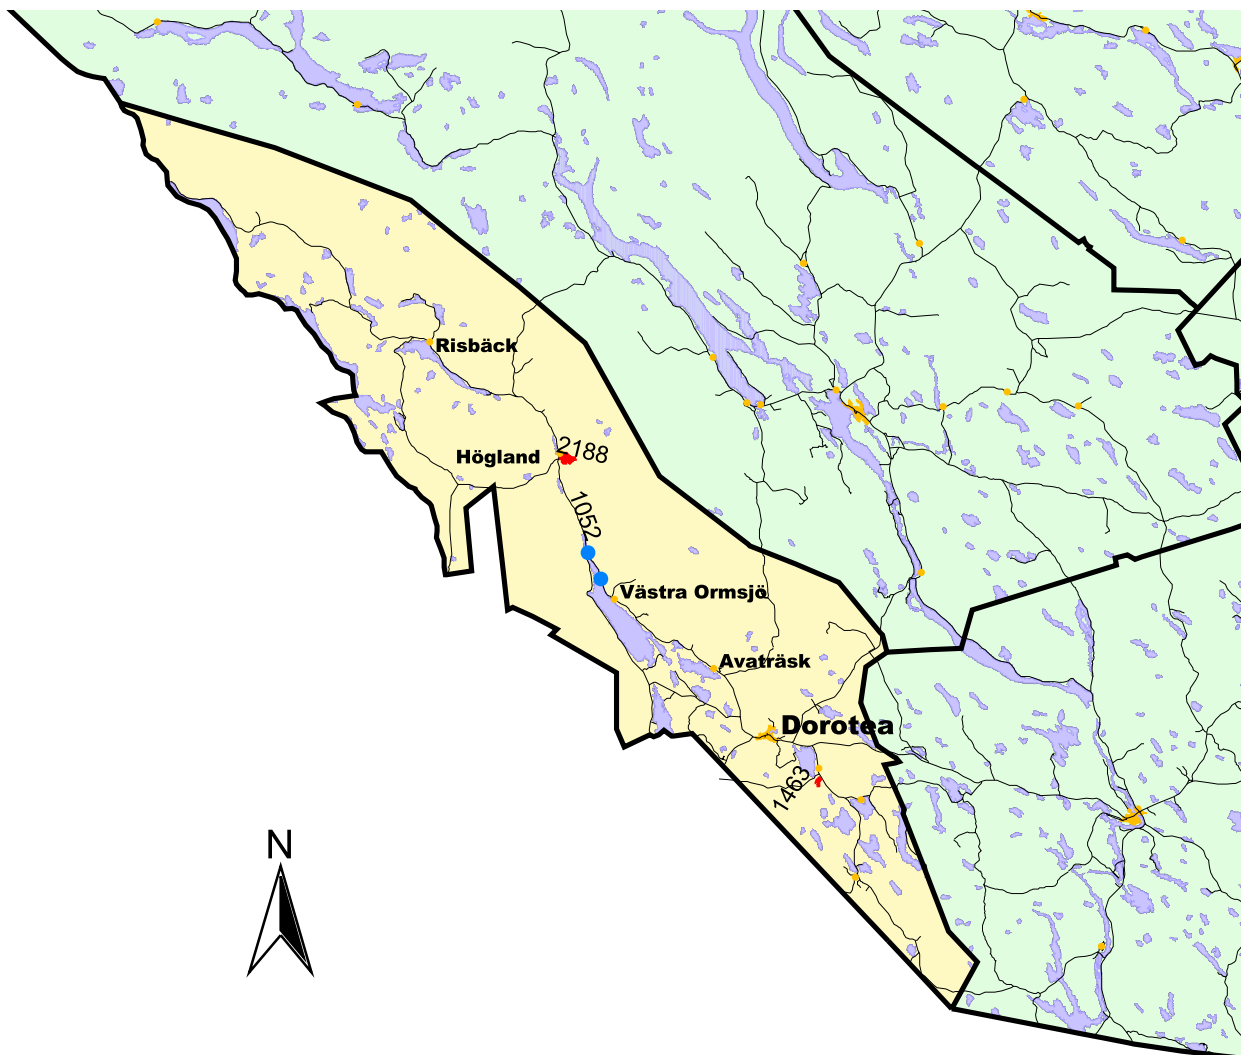 Risbäck
2188
Högland
1052
Västra Ormsjö
Avaträsk
Dorotea
1463
N